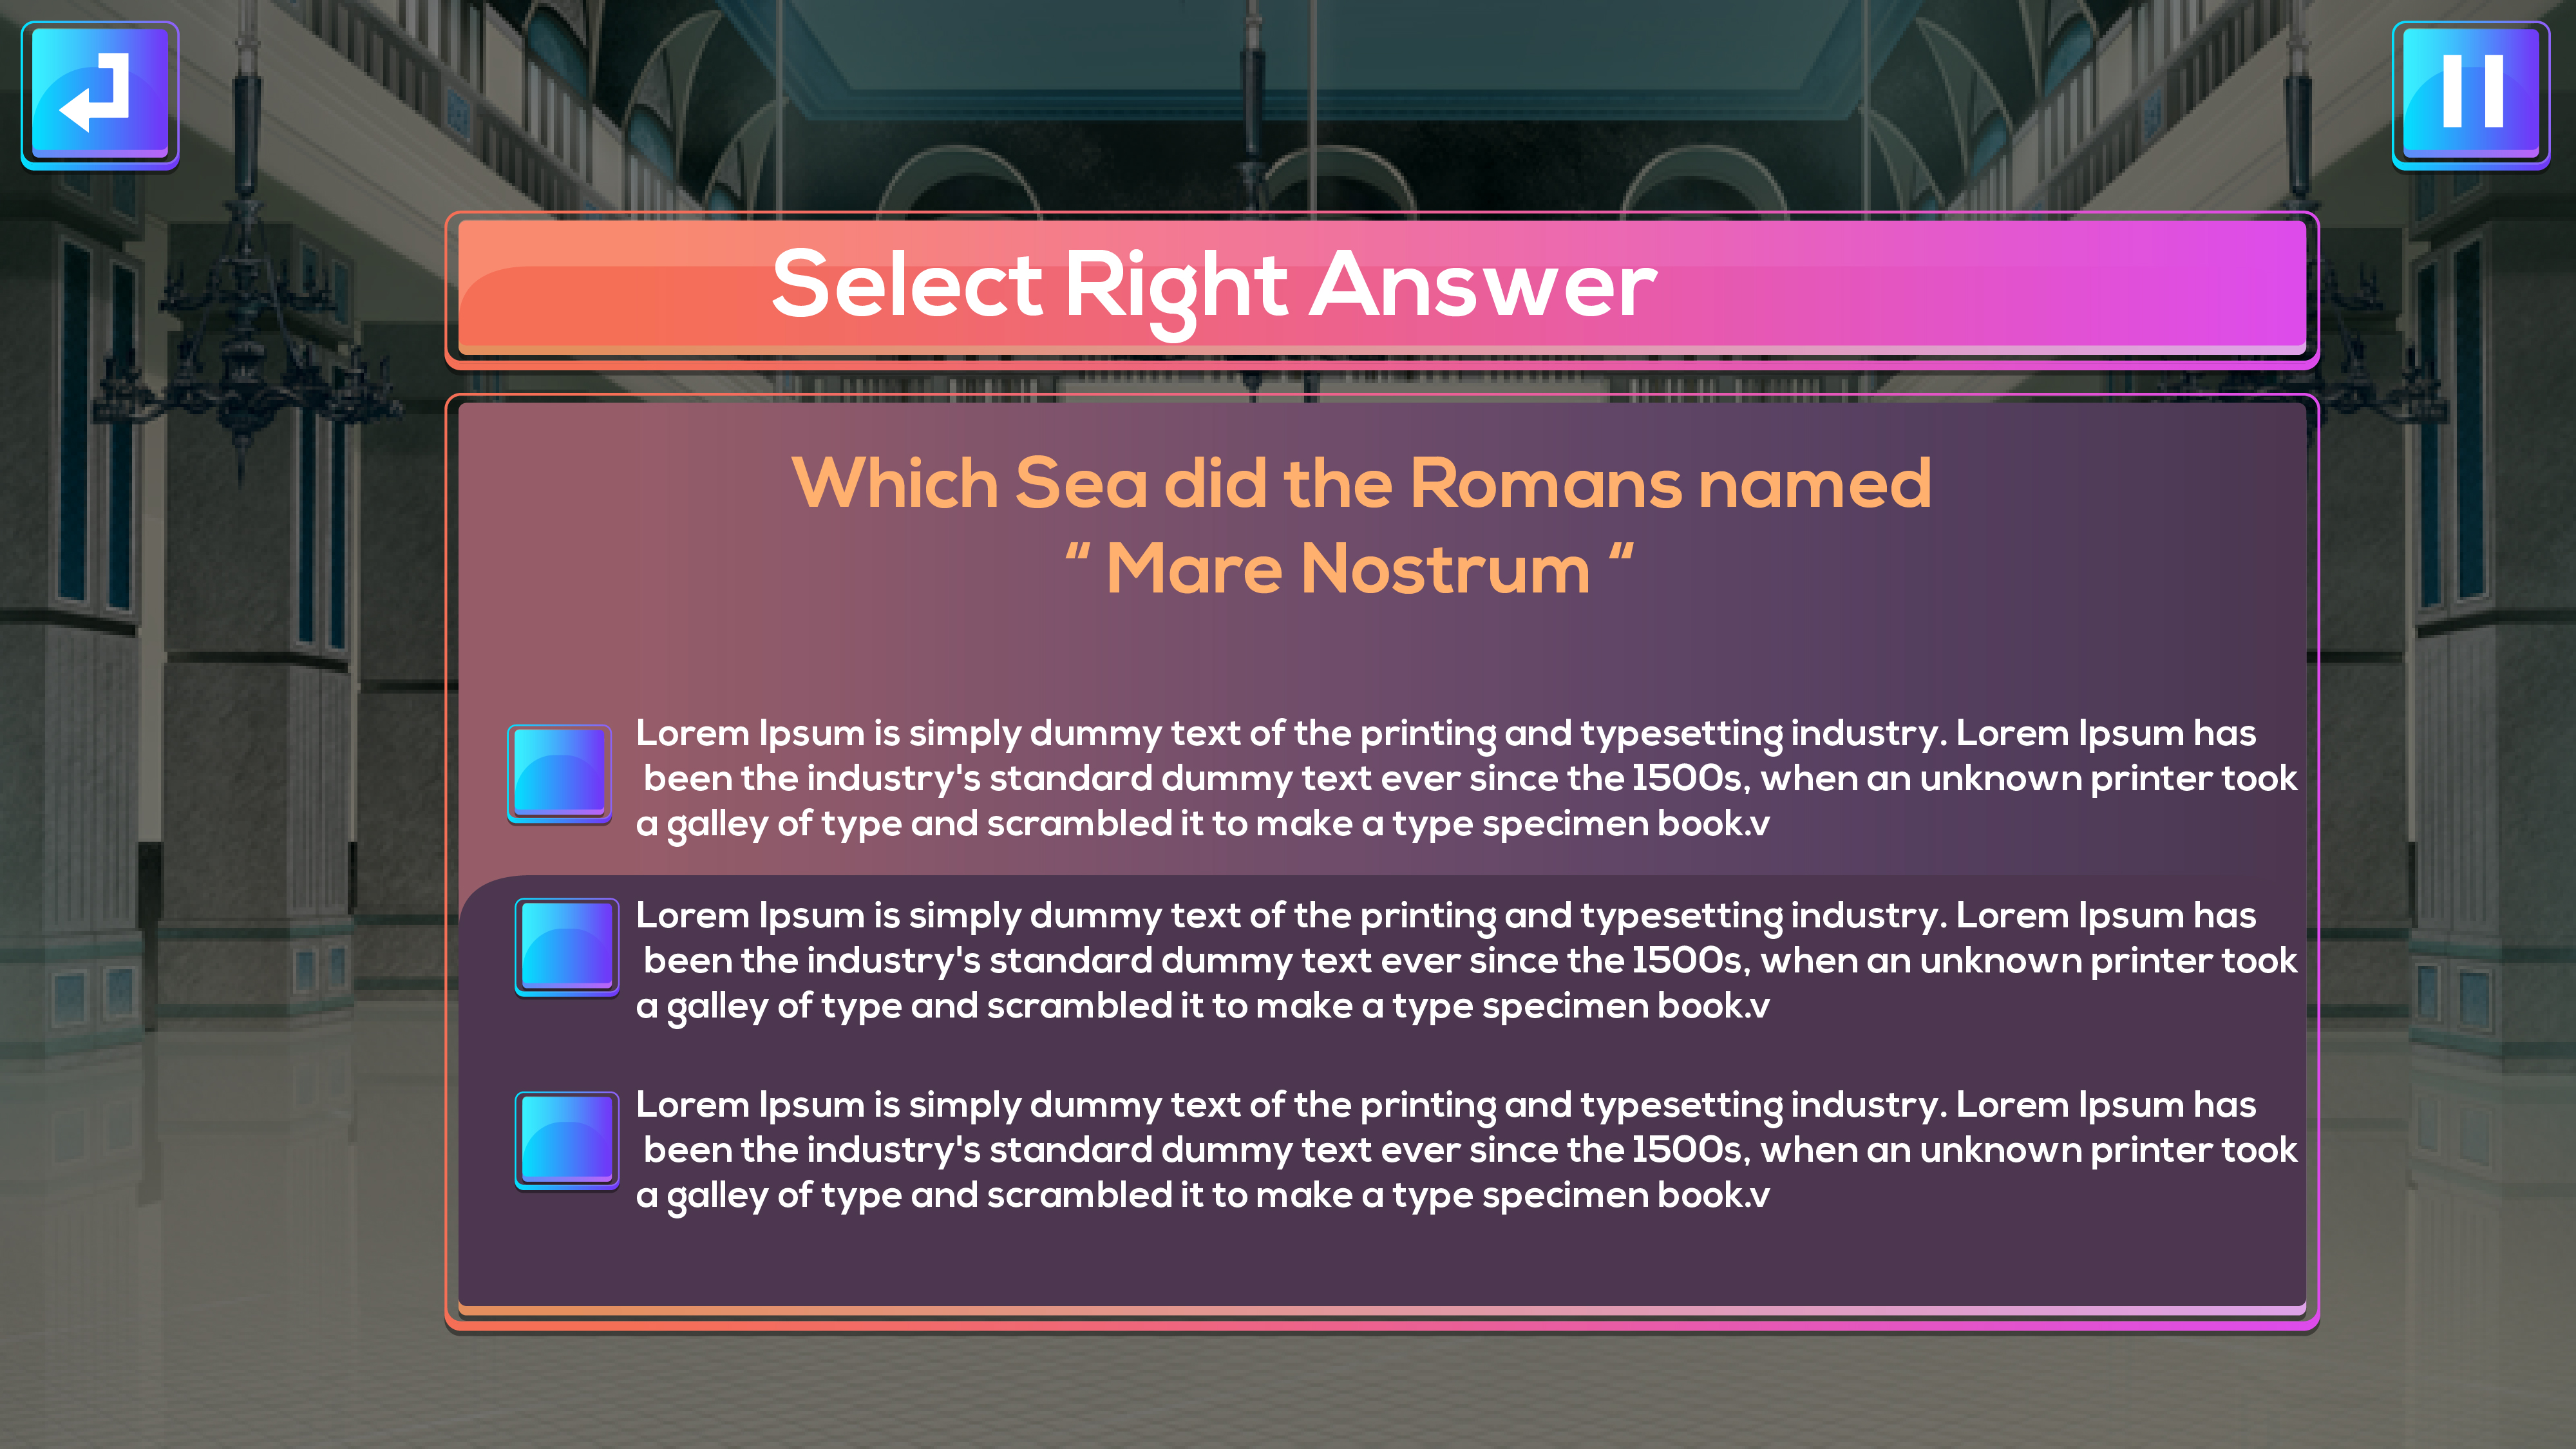 Select Right Answer
Which Sea did the Romans named
“ Mare Nostrum “
Lorem Ipsum is simply dummy text of the printing and typesetting industry. Lorem Ipsum has
been the industry's standard dummy text ever since the 1500s, when an unknown printer took
a galley of type and scrambled it to make a type specimen book.v
Lorem Ipsum is simply dummy text of the printing and typesetting industry. Lorem Ipsum has
been the industry's standard dummy text ever since the 1500s, when an unknown printer took
a galley of type and scrambled it to make a type specimen book.v
Lorem Ipsum is simply dummy text of the printing and typesetting industry. Lorem Ipsum has
been the industry's standard dummy text ever since the 1500s, when an unknown printer took
a galley of type and scrambled it to make a type specimen book.v